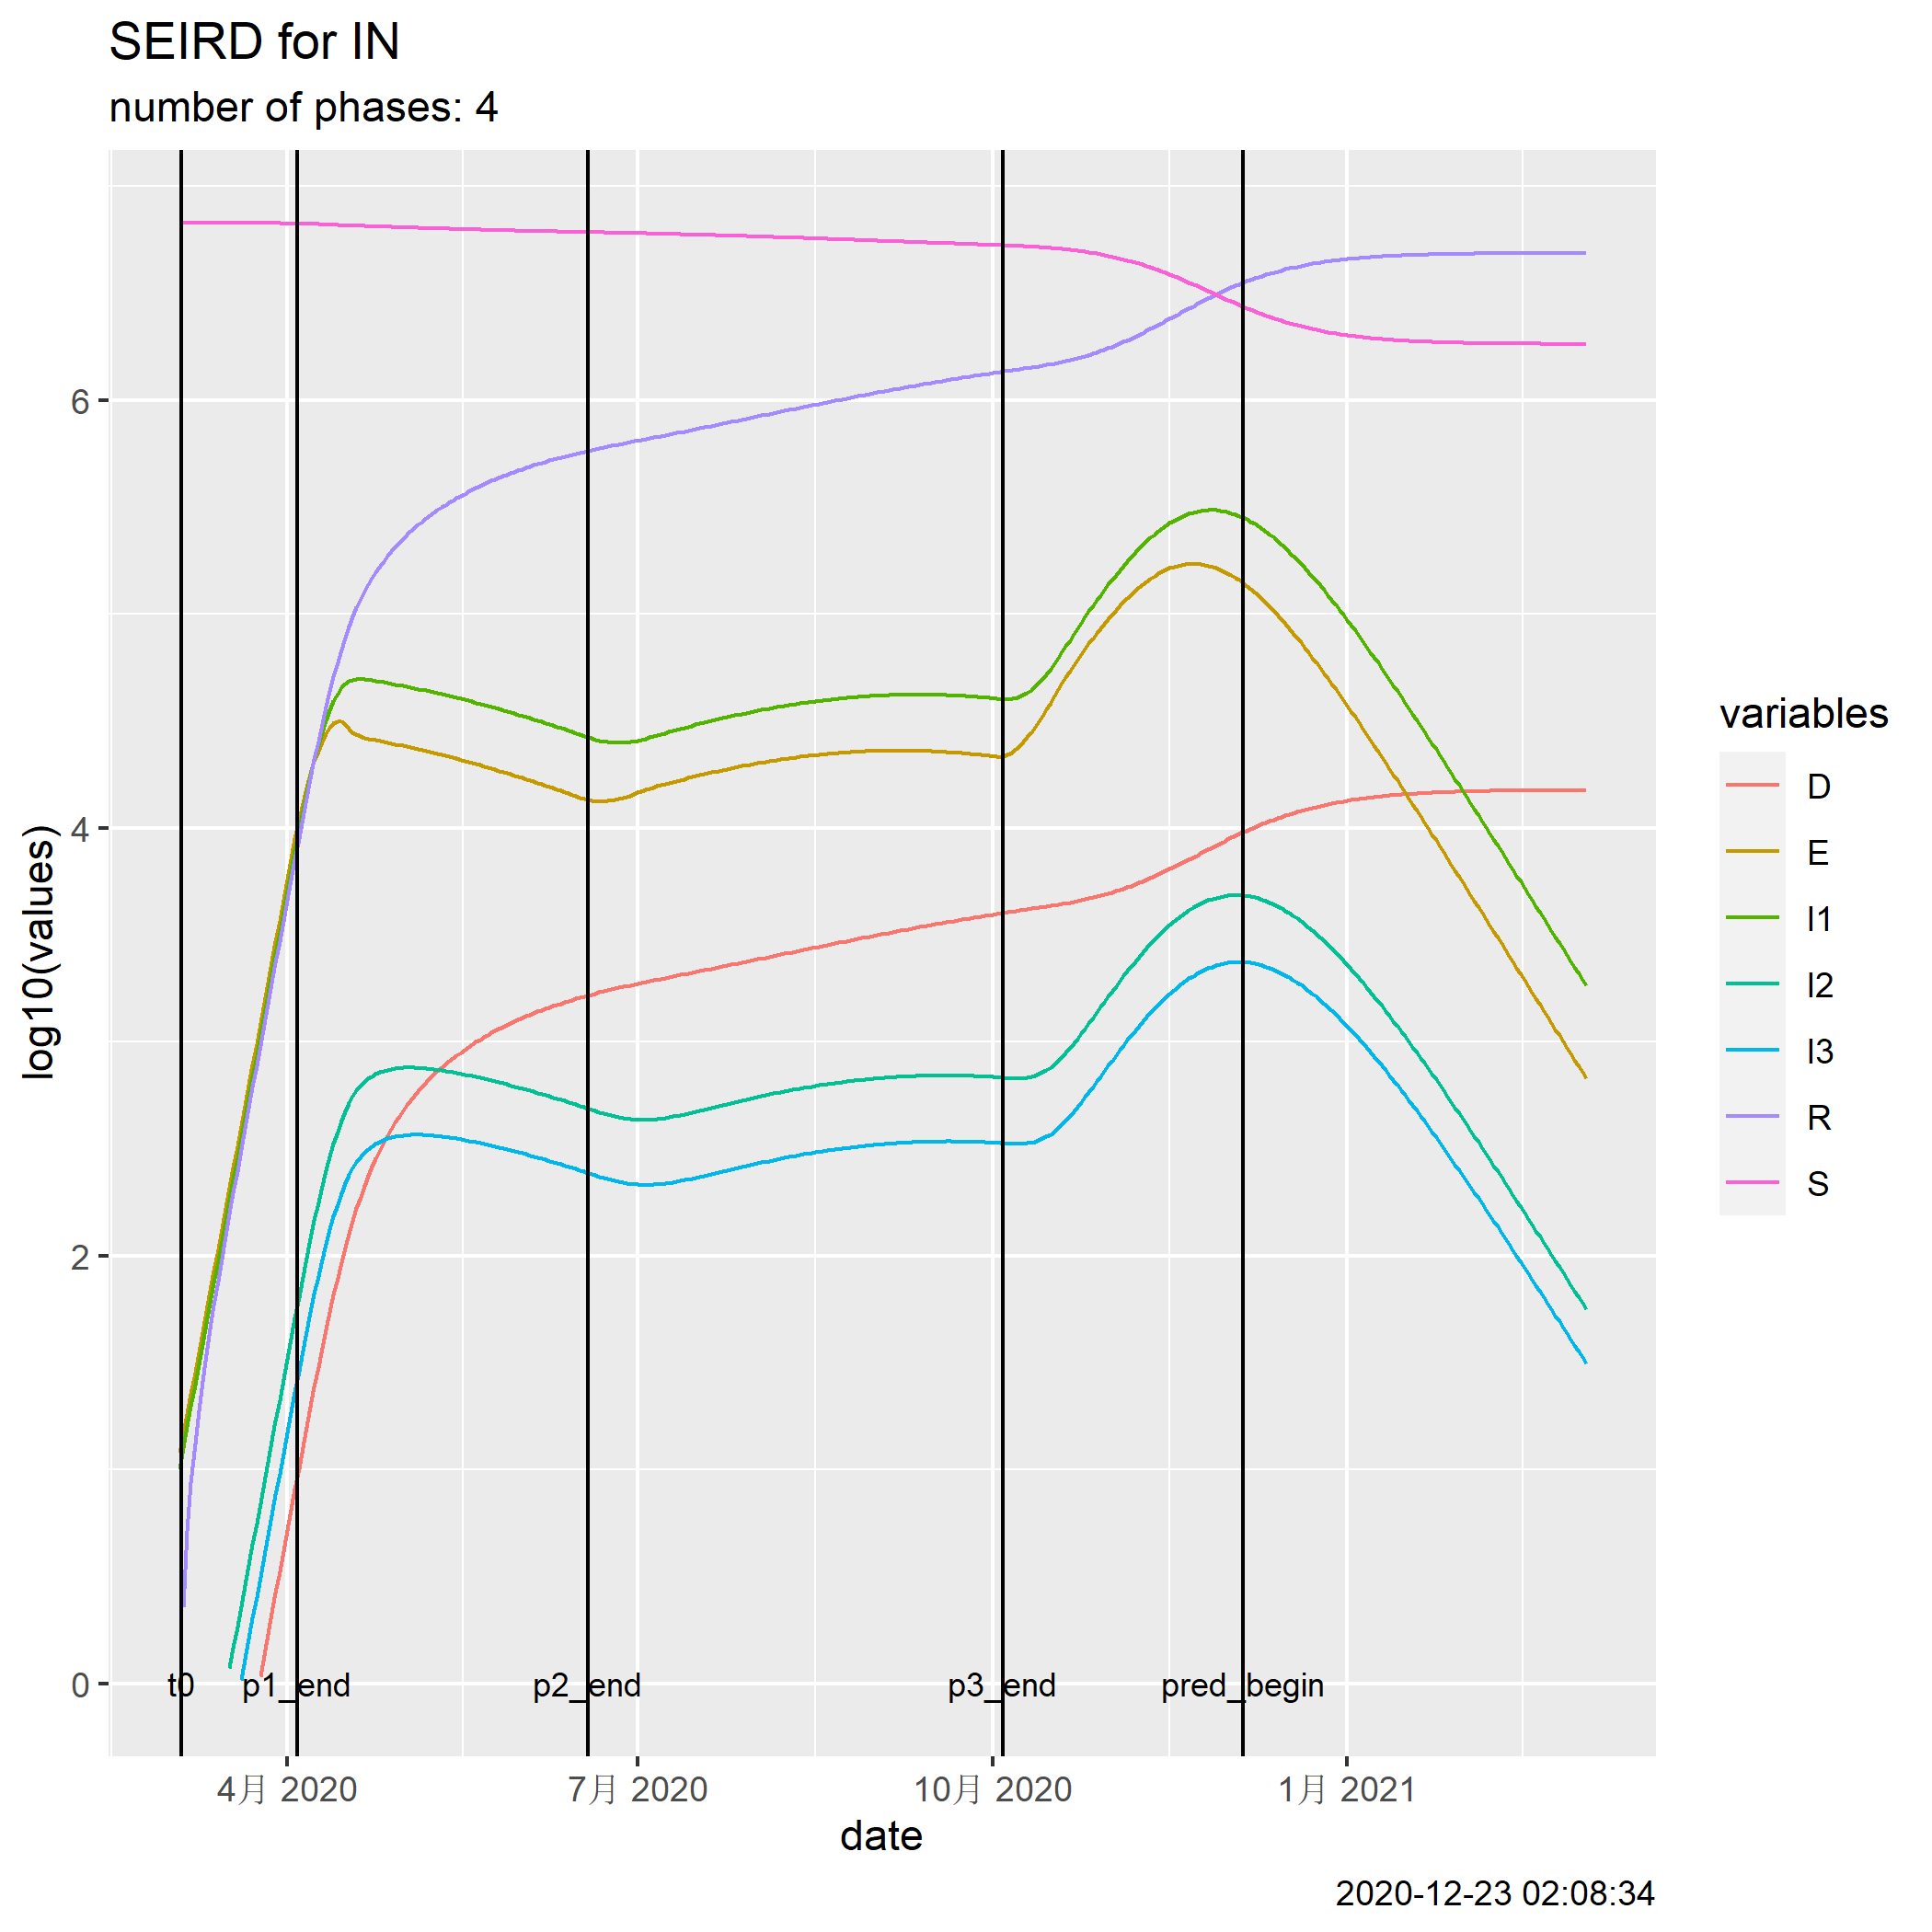 SEIRD for IN
number of phases: 4
log10(values)
6
4
2
0
t0
p1_end
p2_end
p3_end
pred_begin
4月 2020
7月 2020
10月 2020
1月 2021
date
variables
D
E
I1
I2
I3
R
S
2020-12-23 02:08:34